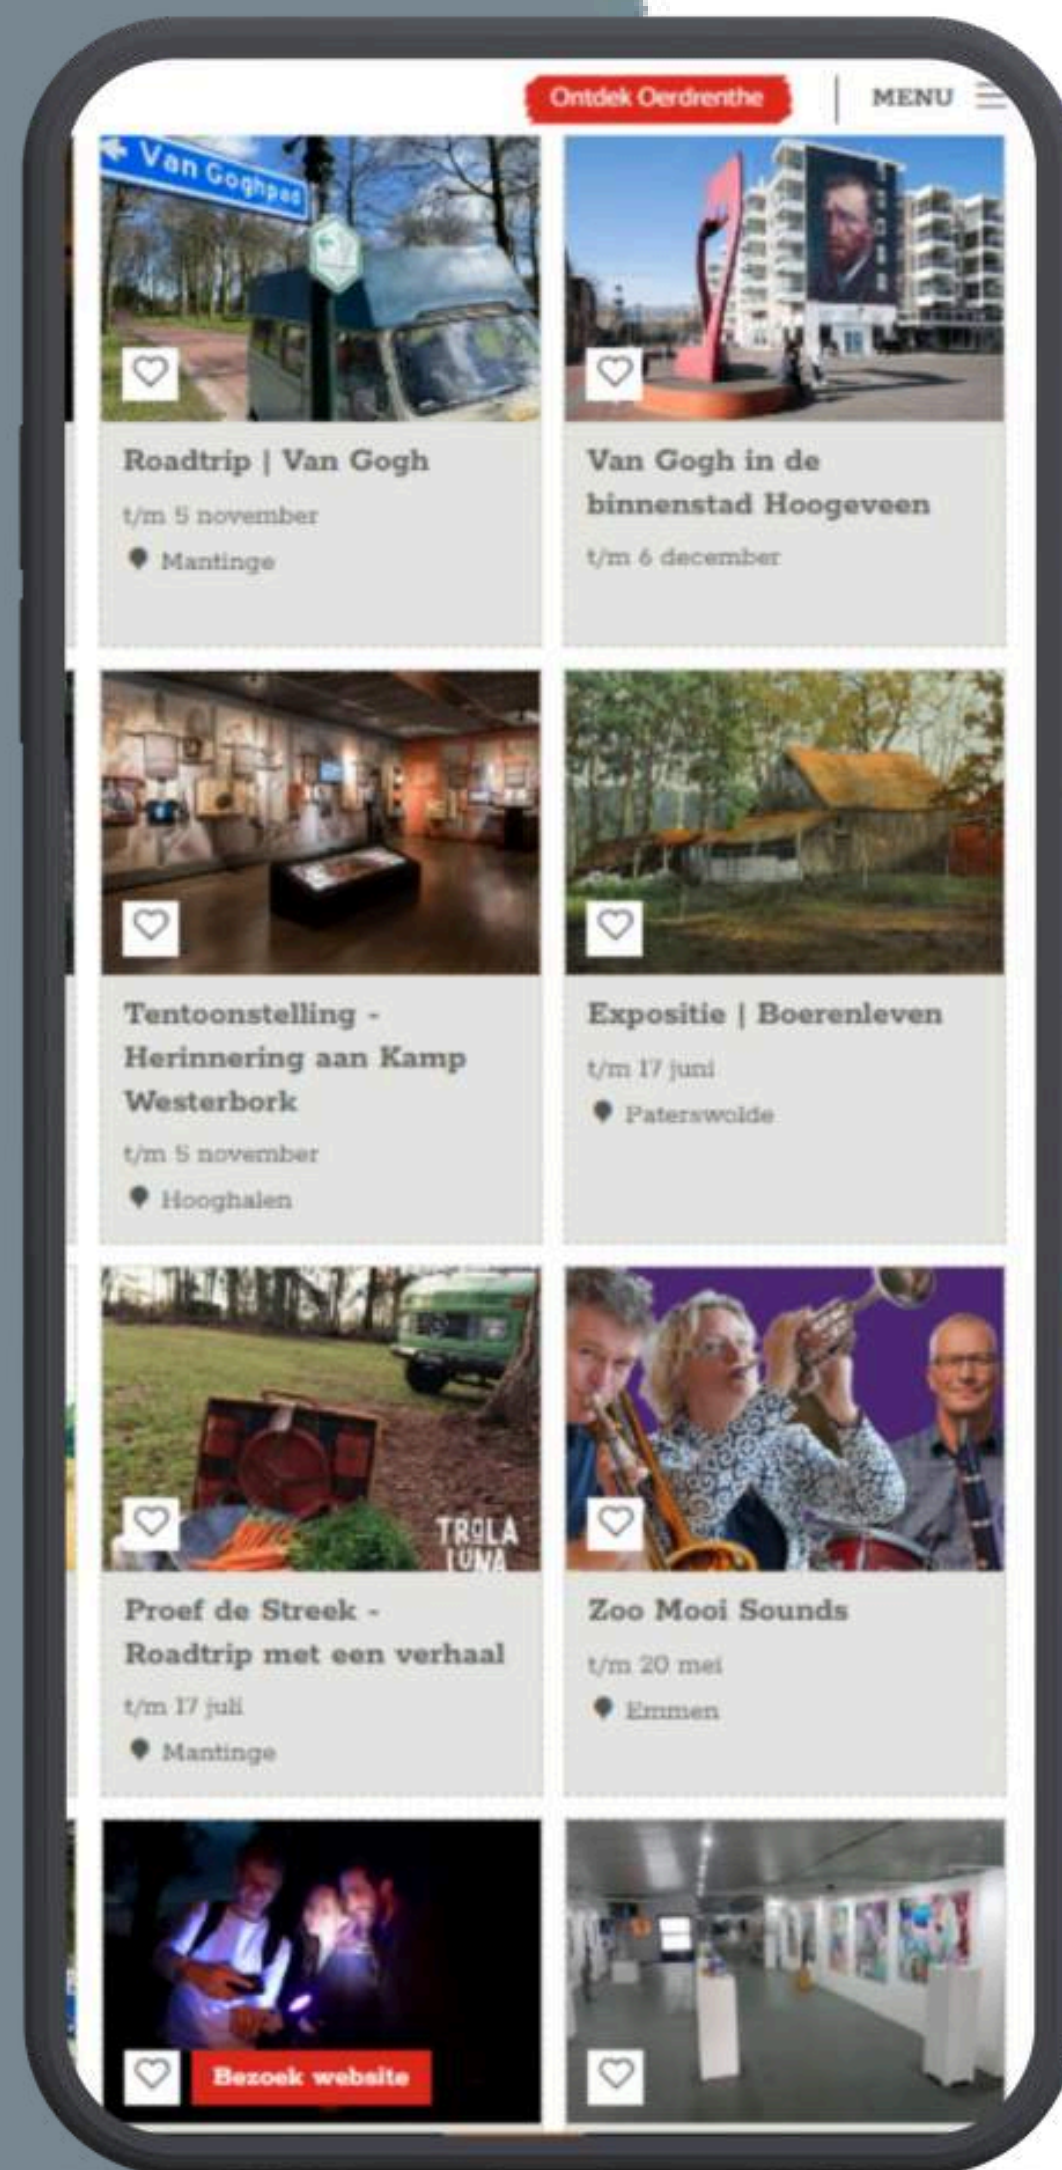 Ontdek Oerdrenthe
MENU
Van Goghpad
Roadtrip | Van Gogh
t/m 5 november
Mantinge
Van Gogh in de
binnenstad Hoogeveen
t/m 6 december
Tentoonstelling -
Herinnering aan Kamp
Westerbork
t/m 5 november
Hooghalen
Expositie | Boerenleven
t/m 17 juni
Paterswolde
TROLA
LUNA
Proef de Streek -
Roadtrip met een verhaal
t/m 17 juli
Mantinge
Zoo Mooi Sounds
t/m 20 mei
Emmen
Bezoek website